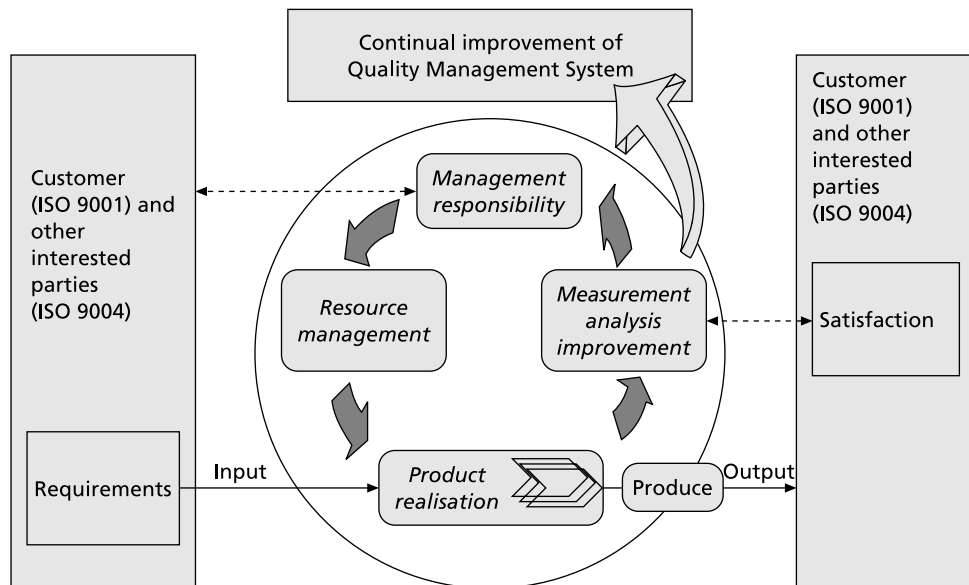 Continual improvement of
Quality Management System
Customer
(ISO 9001) and
other
interested
parties
(ISO 9004)
Requirements
Input
Management
responsibility
Resource
management
Measurement
analysis
improvement
Product
realisation
Produce
Output
Customer
(ISO 9001)
and other
interested
parties
(ISO 9004)
Satisfaction